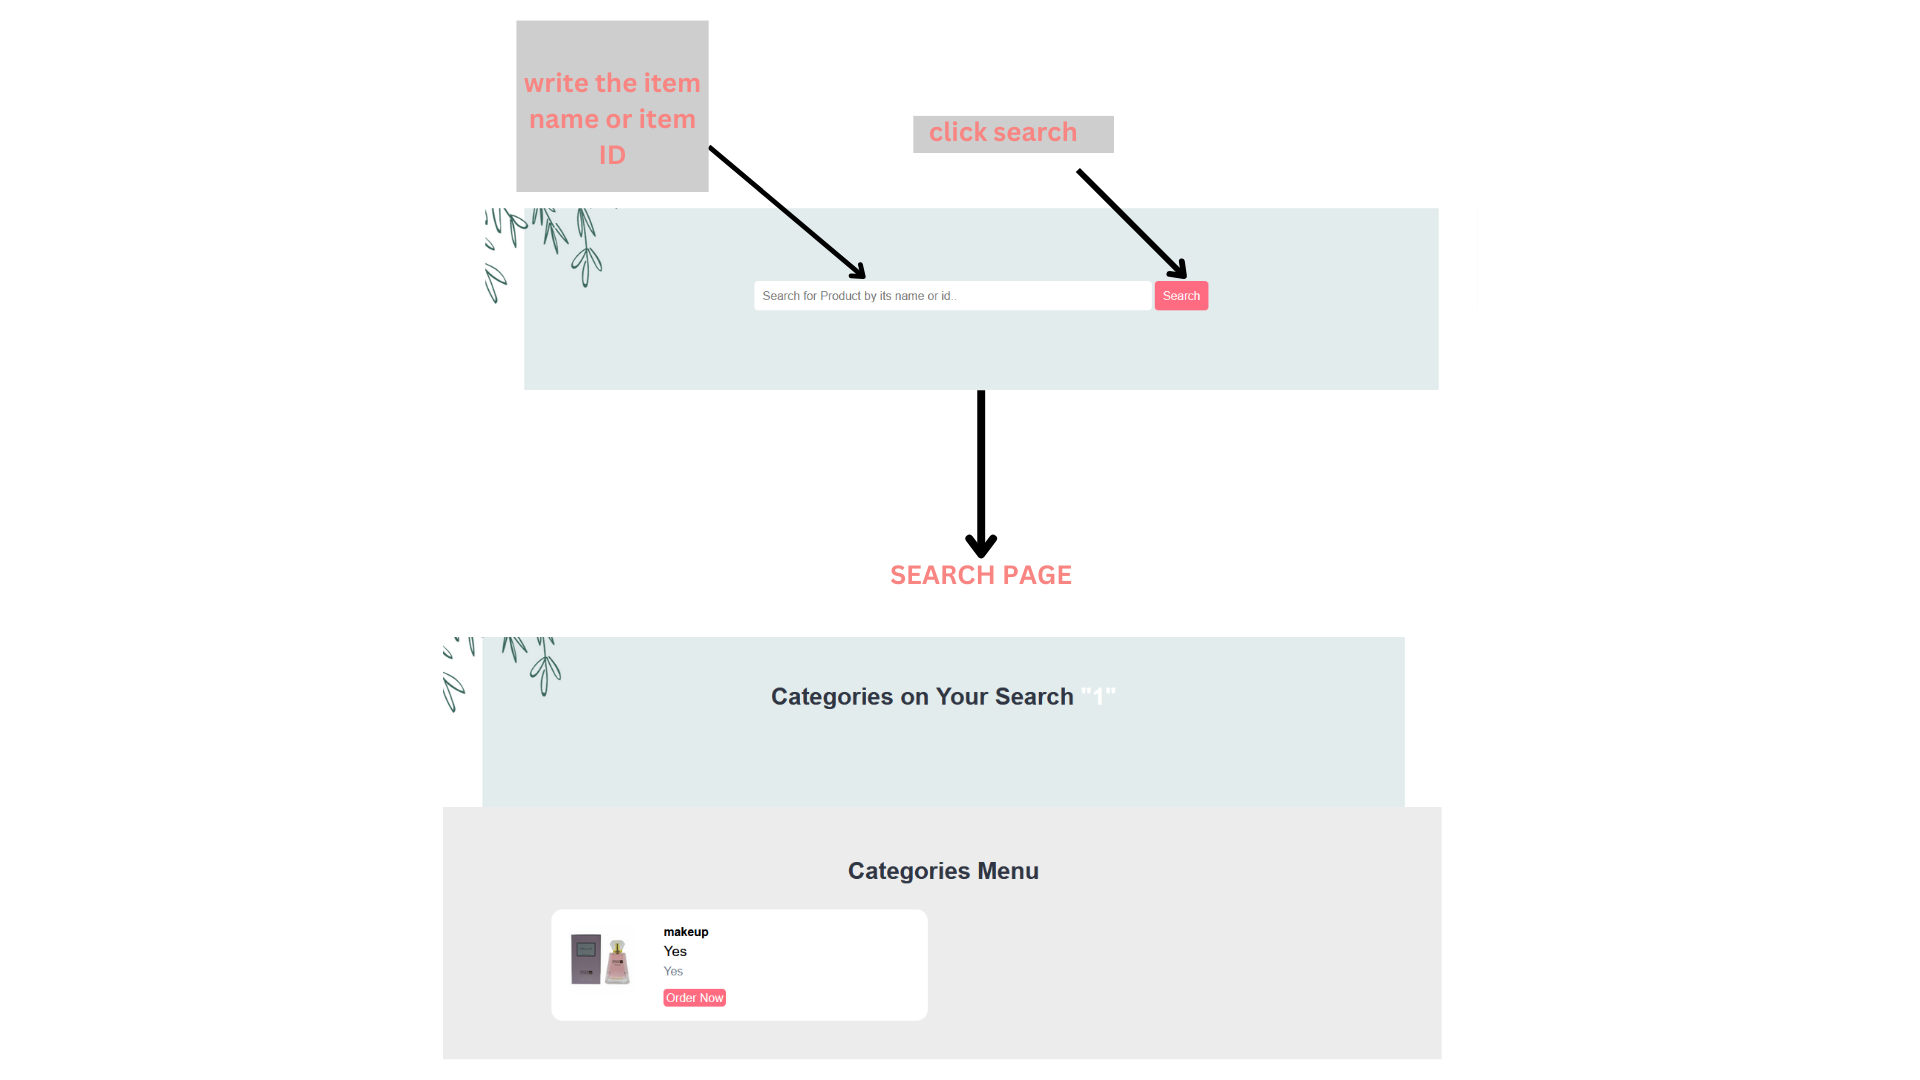 write the item
name or item
ID
click search
Search for Product by its name or id..
Search
SEARCH PAGE
Categories on Your Search "1"
Categories Menu
makeup
Yes
Yes
Order Now